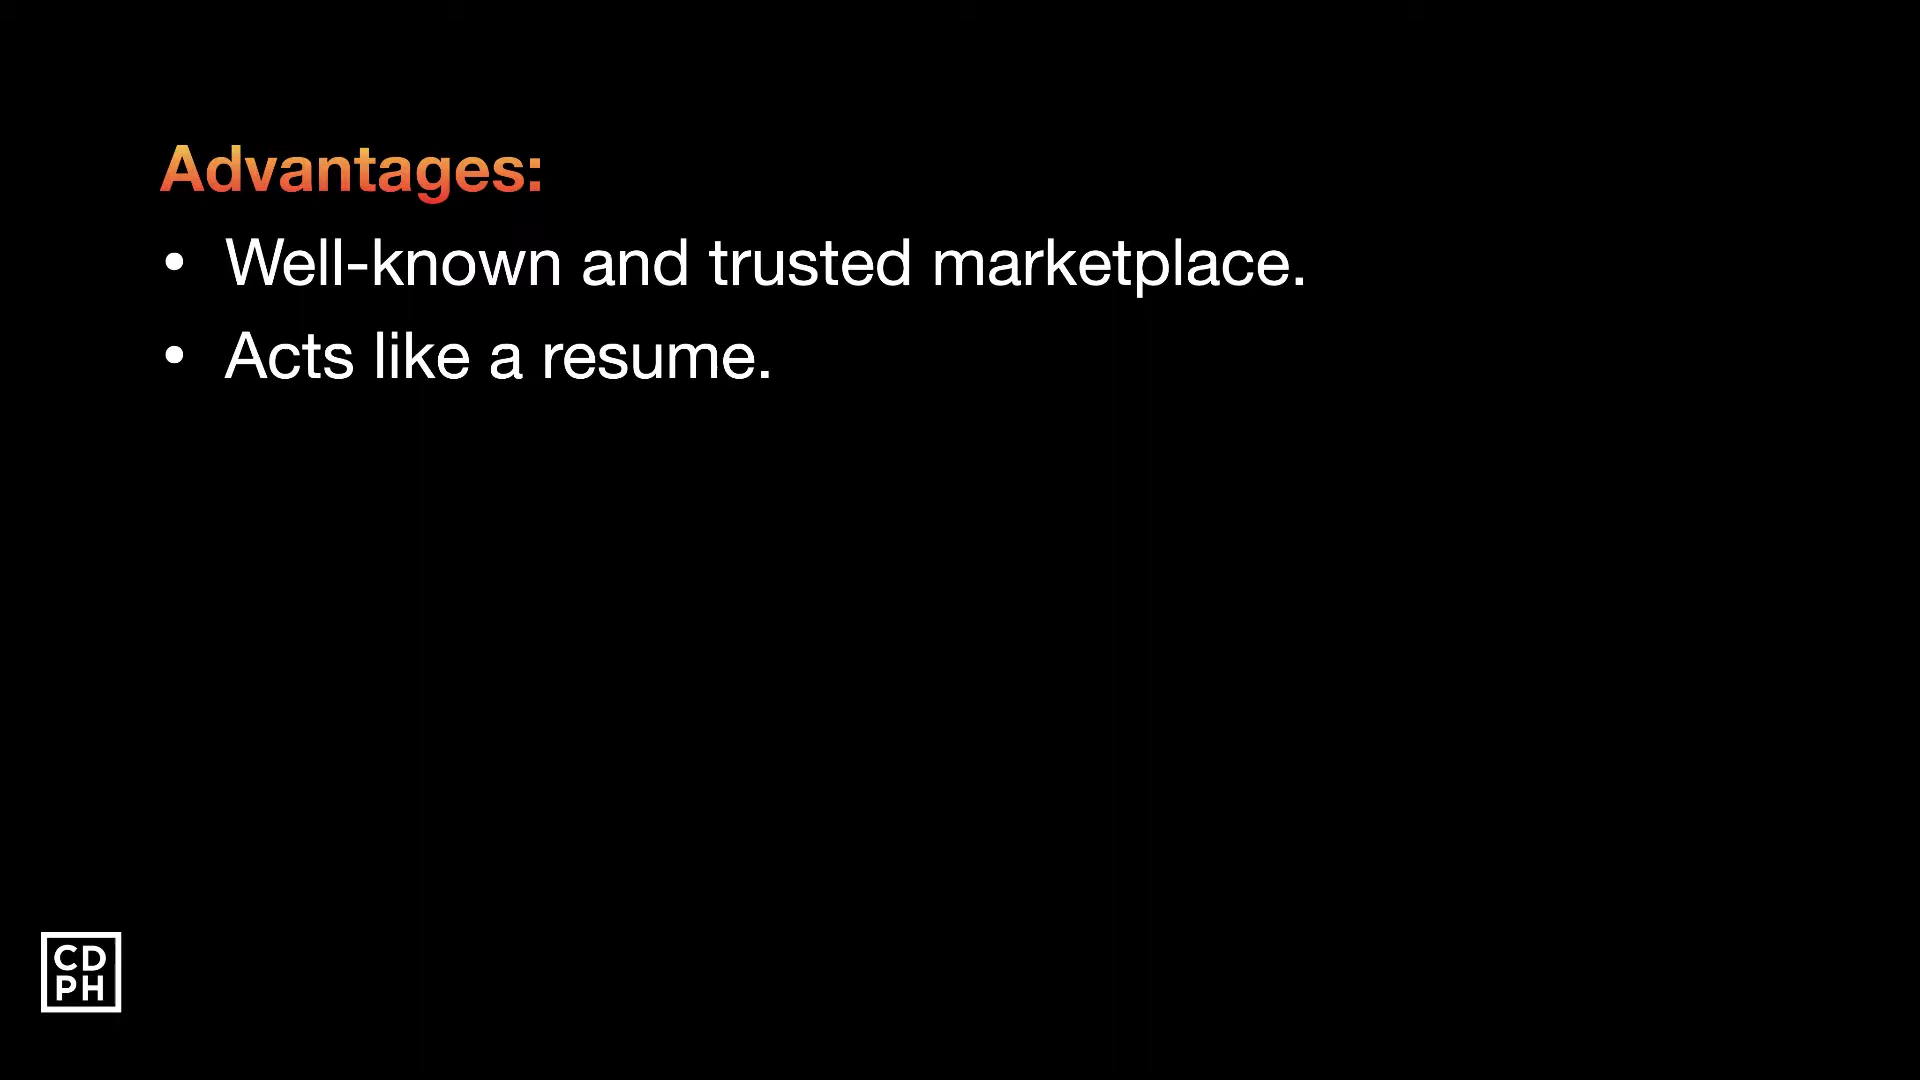 Advantages:
• Well-known and trusted marketplace.
• Acts like a resume.
CD
PH